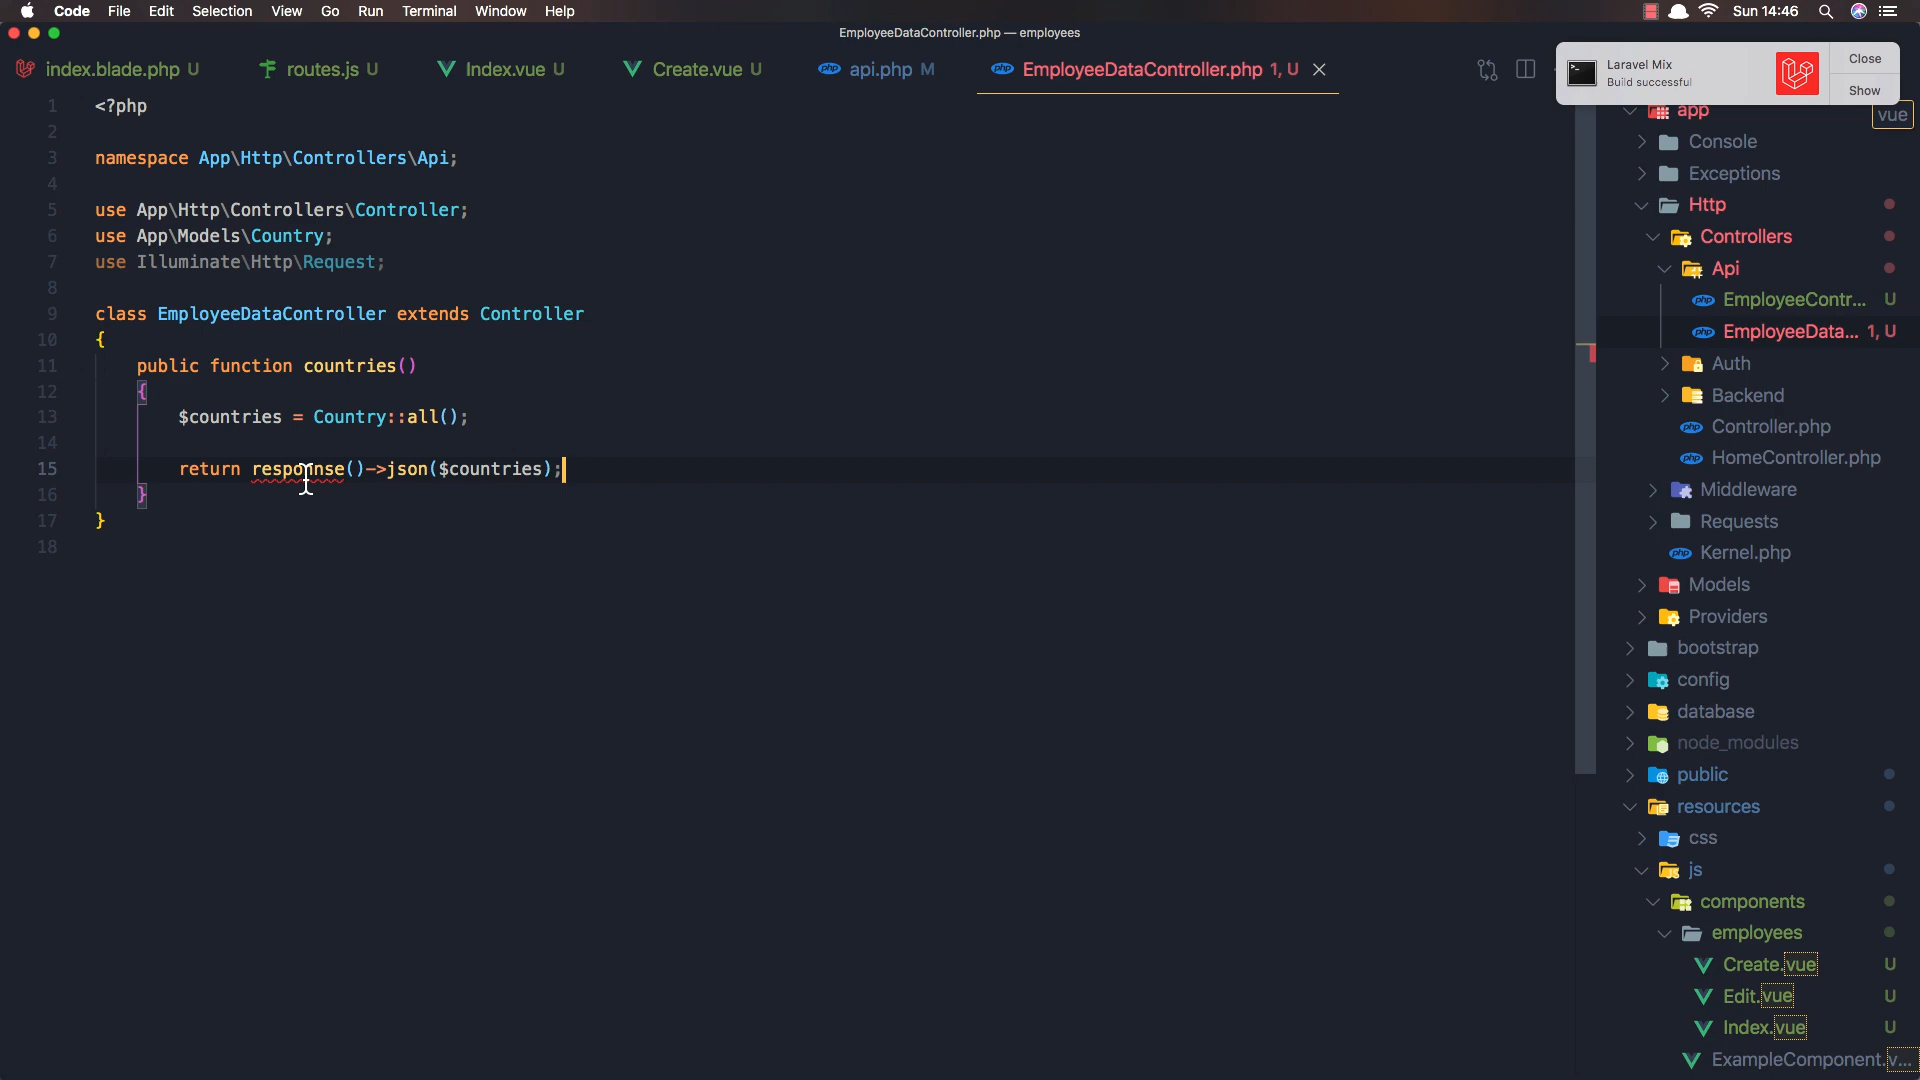 Code File Edit Selection View Go Run Terminal Window Help Sun 14:46
EmployeeDataController.php — employees
index.blade.php U routes.js U Index.vue U Create.vue U api.php M EmployeeDataController.php 1, U
Laravel Mix
Build successful
Close
Show
vue
1 <?php
2
3 namespace App\Http\Controllers\Api;
4
5 use App\Http\Controllers\Controller;
6 use App\Models\Country;
7 use Illuminate\Http\Request;
8
9 class EmployeeDataController extends Controller
10 {
11 public function countries()
12 {
13 $countries = Country::all();
14
15 return response()->json($countries);
16 }
17 }
18
app
Console
Exceptions
Http
Controllers
Api
php EmployeeContr... U
php EmployeeData... 1, U
Auth
Backend
php Controller.php
php HomeController.php
Middleware
Requests
php Kernel.php
Models
Providers
bootstrap
config
database
node_modules
public
resources
css
js
components
employees
Create.vue U
Edit.vue U
Index.vue U
ExampleComponent.v...